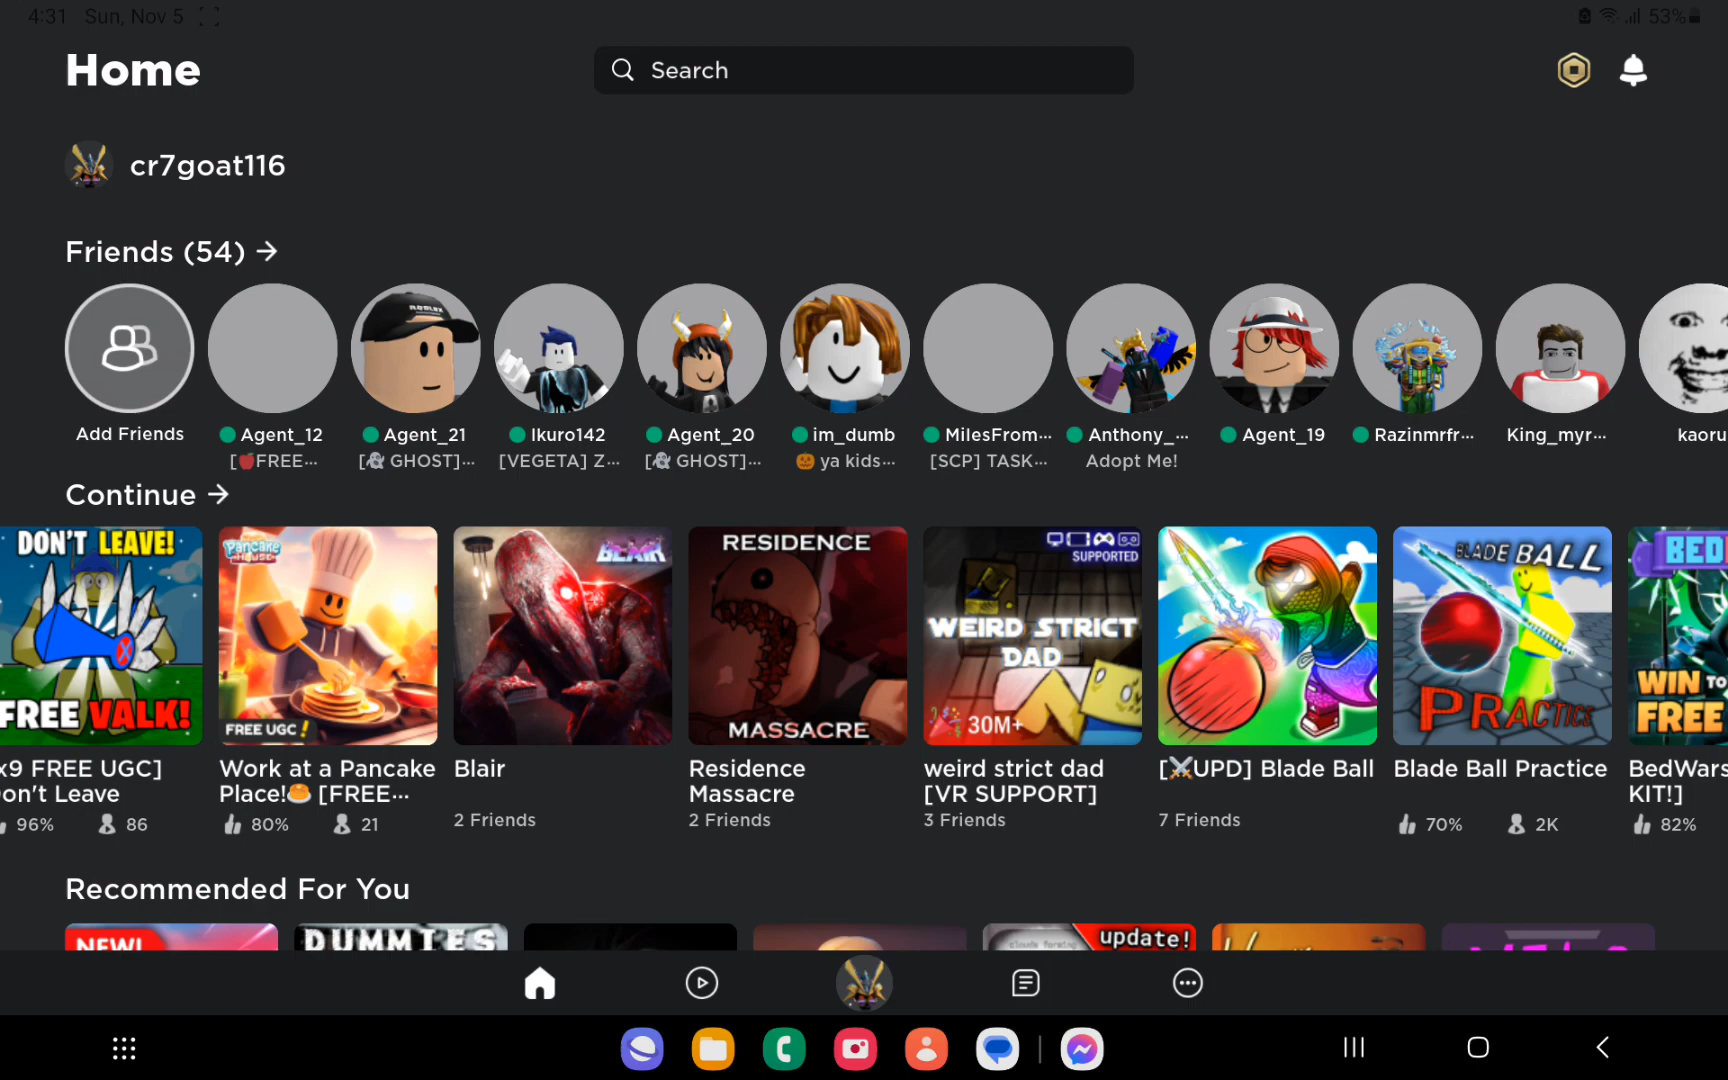 4:31 Sun, Nov 5
53%
Home
Search
cr7goat116
Friends (54) →
Add Friends
Agent_12
[🍎FREE...
Agent_21
[👻 GHOST]...
Ikuro142
[VEGETA] Z...
Agent_20
[👻 GHOST]...
im_dumb
🎃 ya kids...
MilesFrom...
[SCP] TASK...
Anthony_...
Adopt Me!
Agent_19
Razinmrfr...
King_myr...
kaoru
Continue →
DON'T LEAVE!
FREE VALK!
x9 FREE UGC]
on't Leave
96% 86
Pancake
House
FREE UGC!
Work at a Pancake
Place!🥞 [FREE...
80% 21
BLAIR
Blair
2 Friends
RESIDENCE
MASSACRE
Residence
Massacre
2 Friends
SUPPORTED
WEIRD STRICT
DAD
30M+
weird strict dad
[VR SUPPORT]
3 Friends
[⚔️UPD] Blade Ball
7 Friends
BLADE BALL
PRACTICE
Blade Ball Practice
70% 2K
BED
WIN TO
FREE
BedWars
KIT!]
82%
Recommended For You
NEW!
DUMMIES
update!